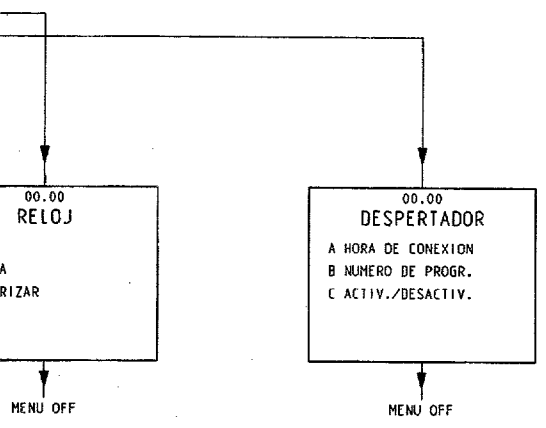 00.00
RELOJ
A
RIZAR
MENU OFF
00.00
DESPERTADOR
A HORA DE CONEXION
B NUMERO DE PROGR.
C ACTIV./DESACTIV.
MENU OFF